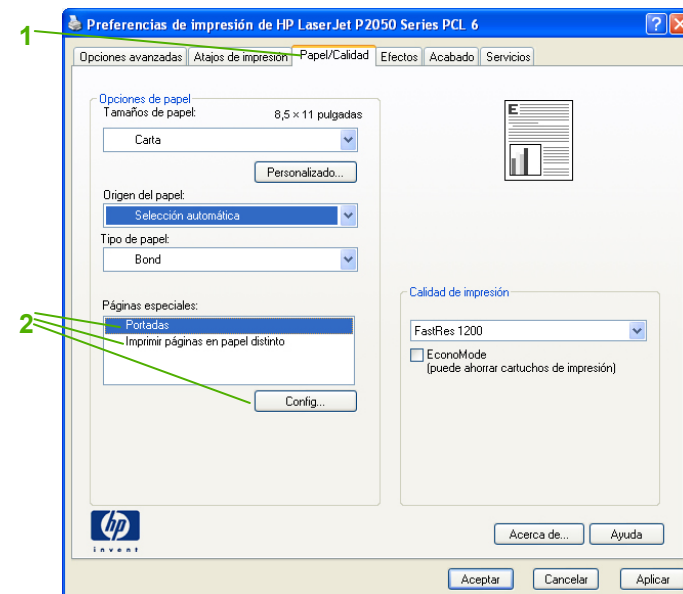 Preferencias de impresión de HP LaserJet P2050 Series PCL 6
1
Opciones avanzadas Atajos de impresión Papel/Calidad Efectos Acabado Servicios
Opciones de papel
Tamaños de papel: 8,5 × 11 pulgadas
Carta
Personalizado...
Origen del papel:
Selección automática
Tipo de papel:
Bond
Páginas especiales:
2
Portadas
Imprimir páginas en papel distinto
Config...
E
Calidad de impresión
FastRes 1200
EconoMode
(puede ahorrar cartuchos de impresión)
hp
invent
Acerca de... Ayuda
Aceptar Cancelar Aplicar